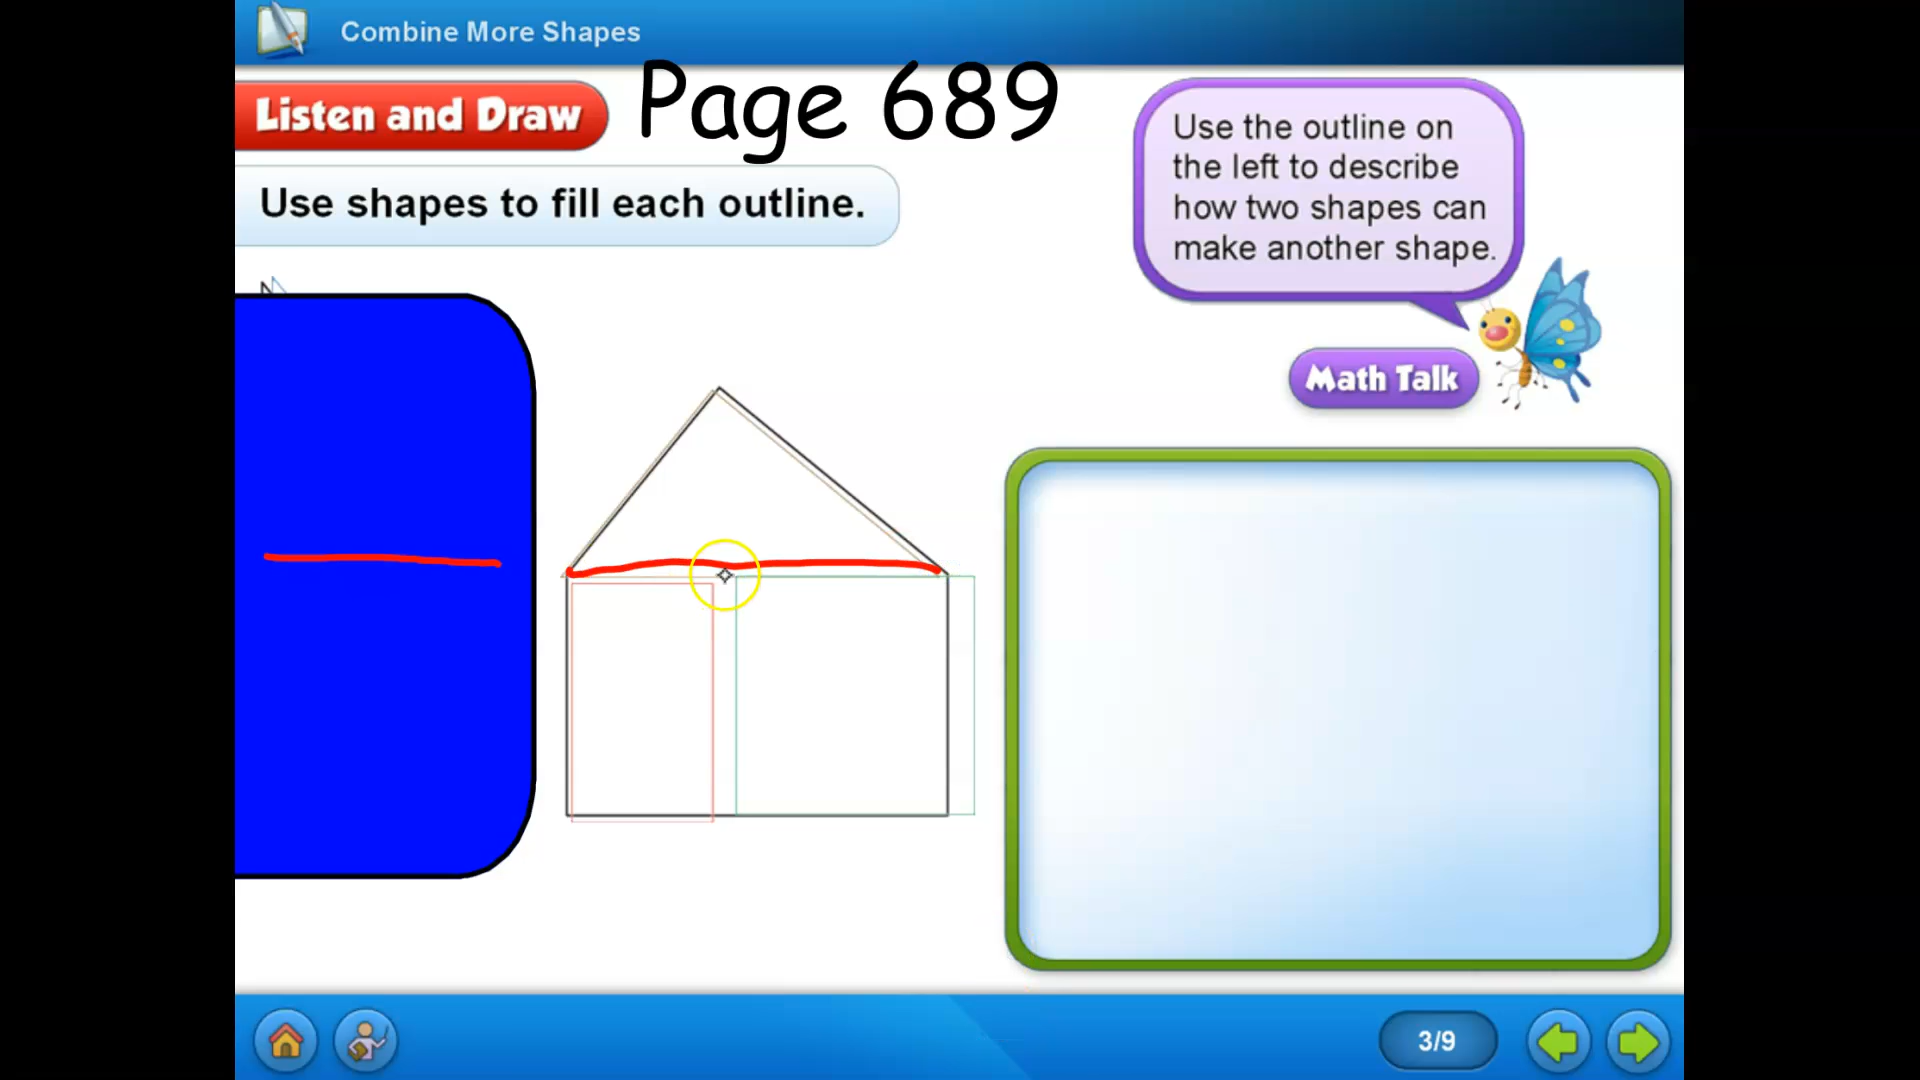 Combine More Shapes
Listen and Draw
Page 689
Use shapes to fill each outline.
Use the outline on
the left to describe
how two shapes can
make another shape.
Math Talk
3/9